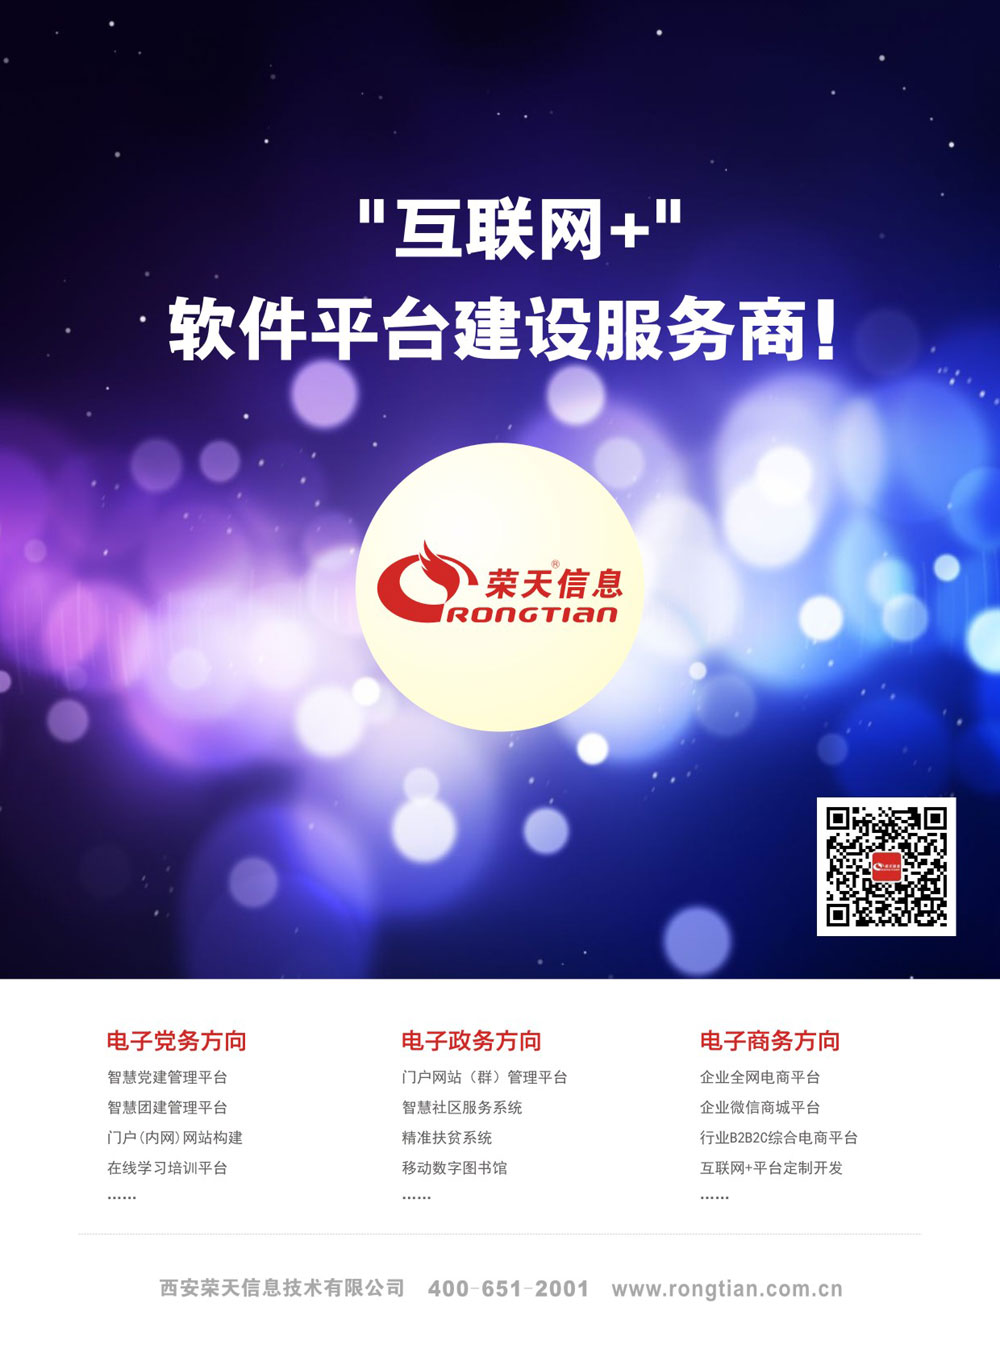 "互联网+"
软件平台建设服务商!
荣天信息®
RONGTIAN
电子党务方向
智慧党建管理平台
智慧团建管理平台
门户(内网)网站构建
在线学习培训平台
......
电子政务方向
门户网站（群）管理平台
智慧社区服务系统
精准扶贫系统
移动数字图书馆
......
电子商务方向
企业全网电商平台
企业微信商城平台
行业B2B2C综合电商平台
互联网+平台定制开发
......
西安荣天信息技术有限公司 400-651-2001 www.rongtian.com.cn